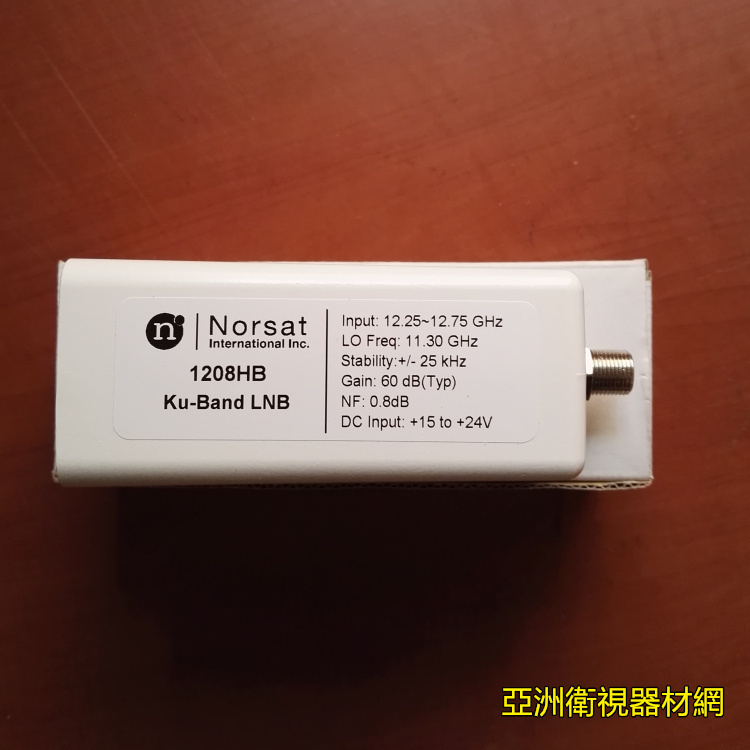 n
Norsat
International Inc.
1208HB
Ku-Band LNB
Input: 12.25~12.75 GHz
LO Freq: 11.30 GHz
Stability:+/- 25 kHz
Gain: 60 dB(Typ)
NF: 0.8dB
DC Input: +15 to +24V
亞洲衛視器材網